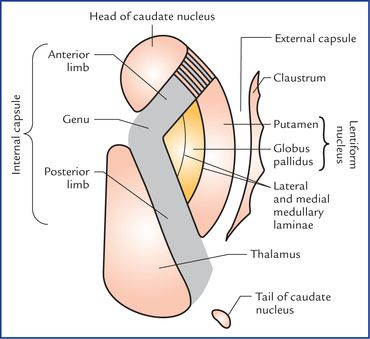 Head of caudate nucleus
Anterior
limb
Genu
Internal capsule
Posterior
limb
External capsule
Claustrum
Putamen
Globus
pallidus
Lentiform
nucleus
Lateral
and medial
medullary
laminae
Thalamus
Tail of caudate
nucleus